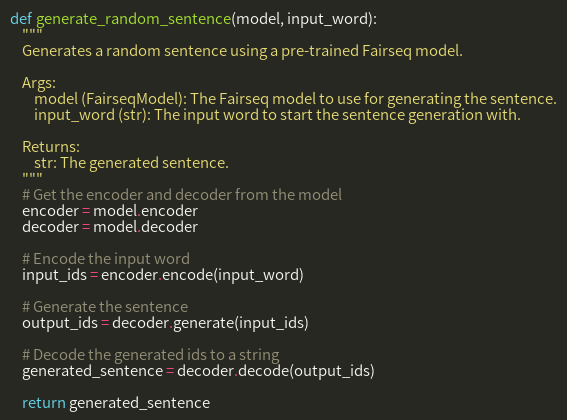 def generate_random_sentence(model, input_word):
    """
    Generates a random sentence using a pre-trained Fairseq model.

    Args:
        model (FairseqModel): The Fairseq model to use for generating the sentence.
        input_word (str): The input word to start the sentence generation with.

    Returns:
        str: The generated sentence.
    """
    # Get the encoder and decoder from the model
    encoder = model.encoder
    decoder = model.decoder

    # Encode the input word
    input_ids = encoder.encode(input_word)

    # Generate the sentence
    output_ids = decoder.generate(input_ids)

    # Decode the generated ids to a string
    generated_sentence = decoder.decode(output_ids)

    return generated_sentence